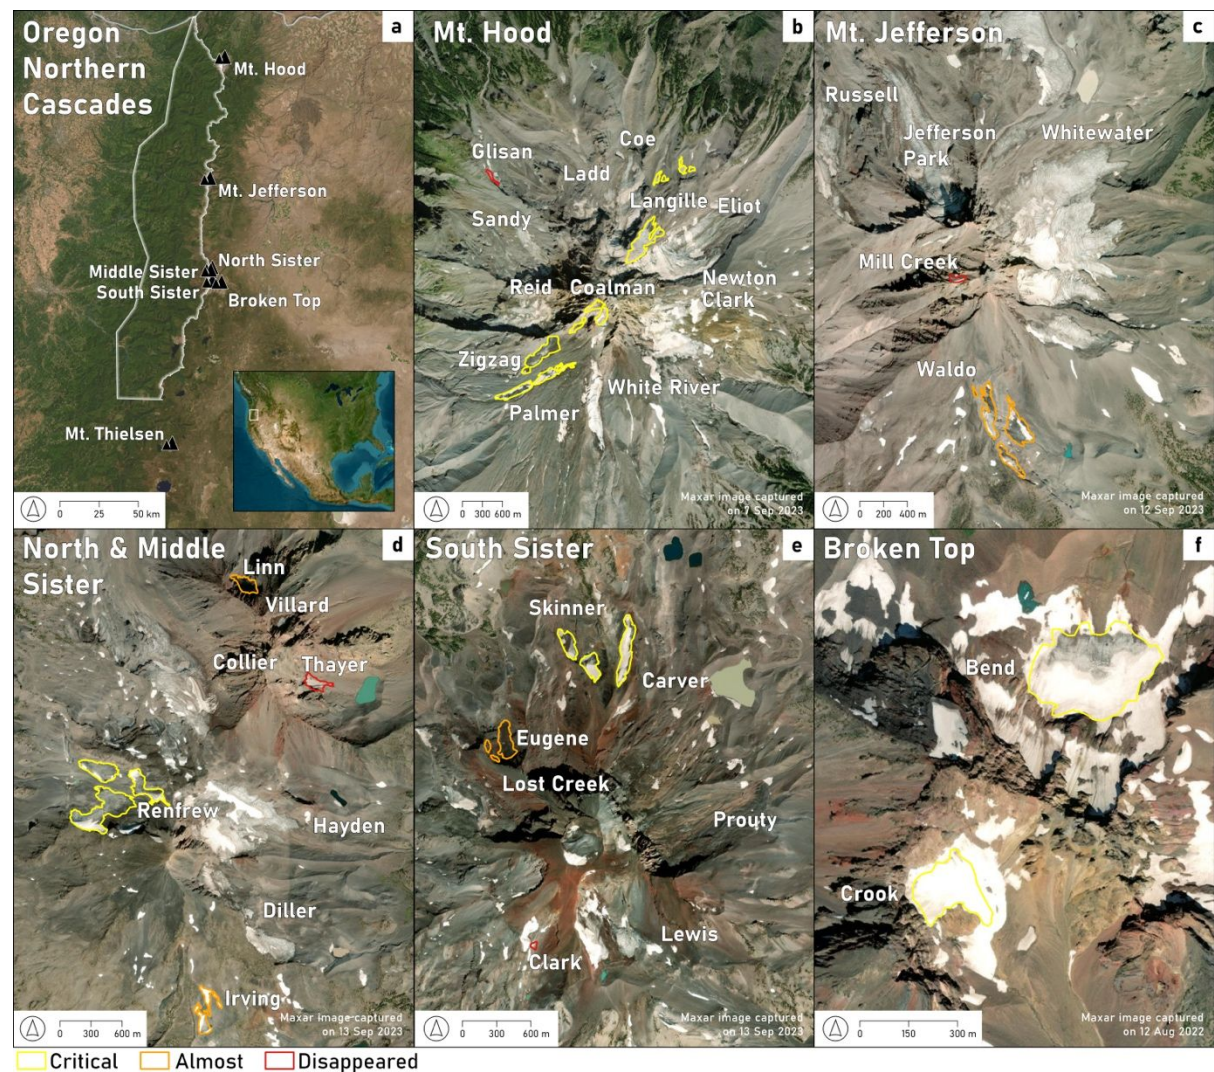 Oregon
Northern
Cascades
a
Mt. Hood
Mt. Jefferson
North Sister
Middle Sister
South Sister
Broken Top
Mt. Thielsen
0 25 50 km
Mt. Hood
b
Coe
Glisan
Ladd
Langille
Eliot
Sandy
Newton
Clark
Reid
Coalman
Zigzag
White River
Palmer
0 300 600 m
Maxar image captured
on 7 Sep 2023
Mt. Jefferson
c
Russell
Jefferson
Park
Whitewater
Mill Creek
Waldo
0 200 400 m
Maxar image captured
on 12 Sep 2023
North & Middle
Sister
d
Linn
Villard
Collier
Thayer
Renfrew
Hayden
Diller
Irving
0 300 600 m
Maxar image captured
on 13 Sep 2023
South Sister
e
Skinner
Carver
Eugene
Lost Creek
Prouty
Lewis
Clark
0 300 600 m
Maxar image captured
on 13 Sep 2023
Broken Top
f
Bend
Crook
0 150 300 m
Maxar image captured
on 12 Aug 2022
Critical
Almost
Disappeared